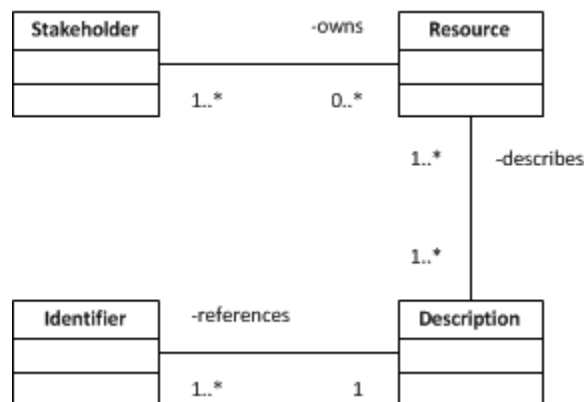 Stakeholder
-owns
Resource
1..*
0..*
1..*
-describes
1..*
Identifier
-references
Description
1..*
1